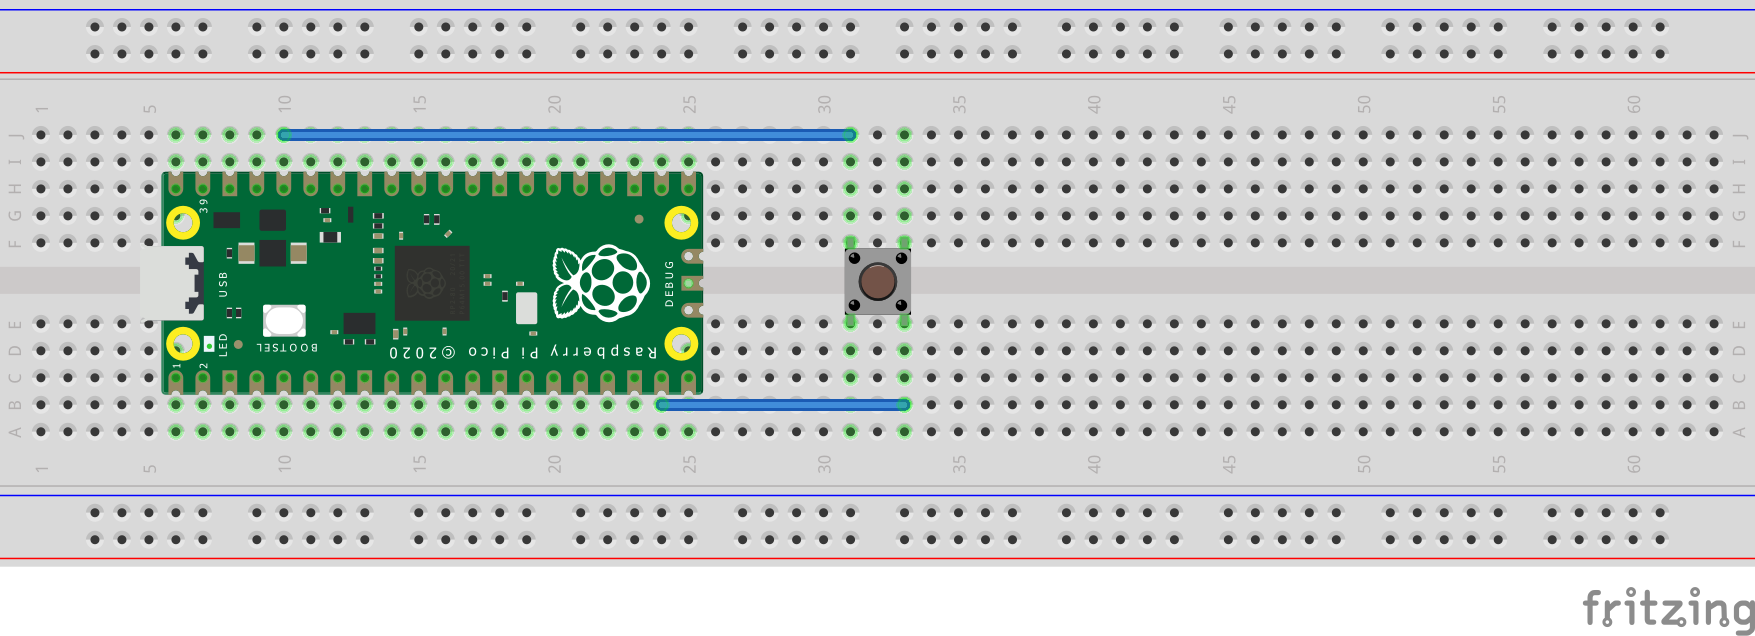 1 5 10 15 20 25 30 35 40 45 50 55 60
J J
I I
H H
G G
F F
39
USB
DEBUG
LED
BOOTSEL
Raspberry Pi Pico © 2020
1 2
E E
D D
C C
B B
A A
1 5 10 15 20 25 30 35 40 45 50 55 60
fritzing